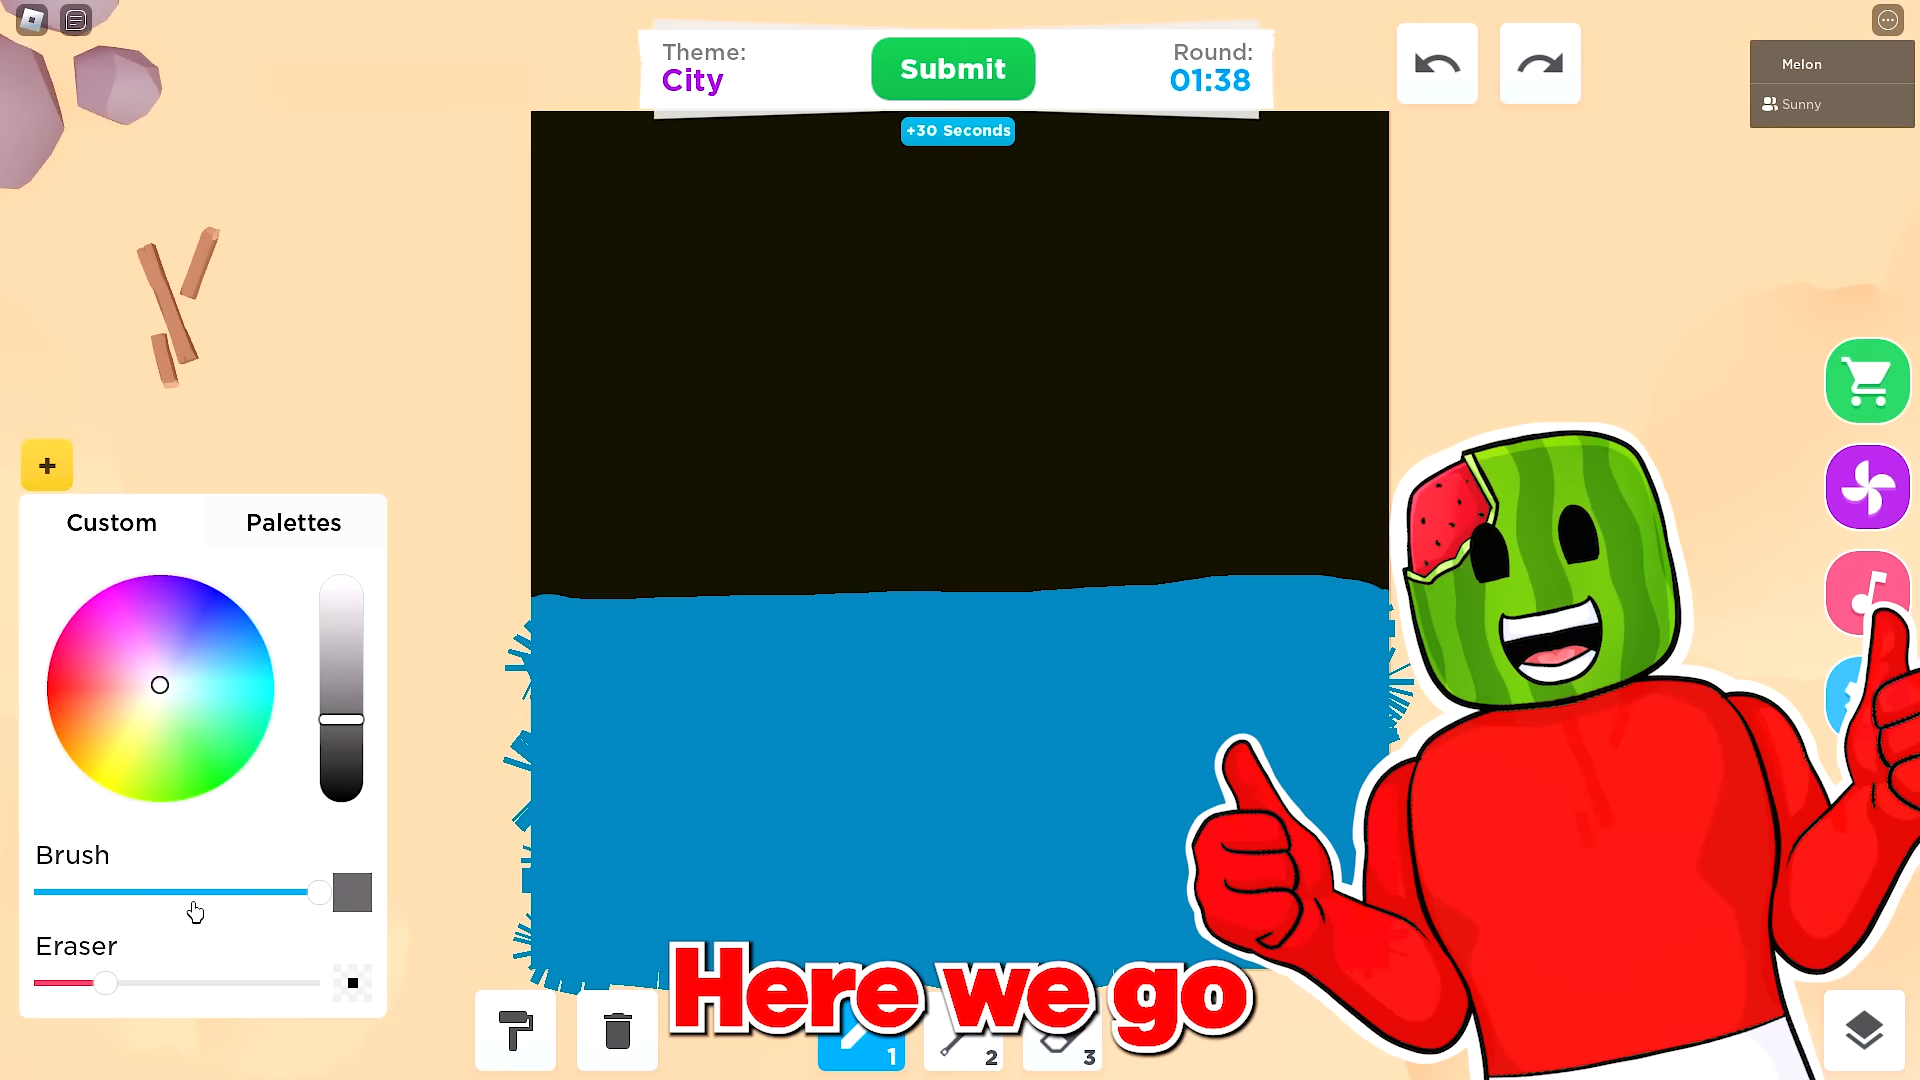 Theme:
City
Submit
Round:
01:38
+30 Seconds
Melon
Sunny
+
Custom
Palettes
Brush
Eraser
Here we go
1
2
3